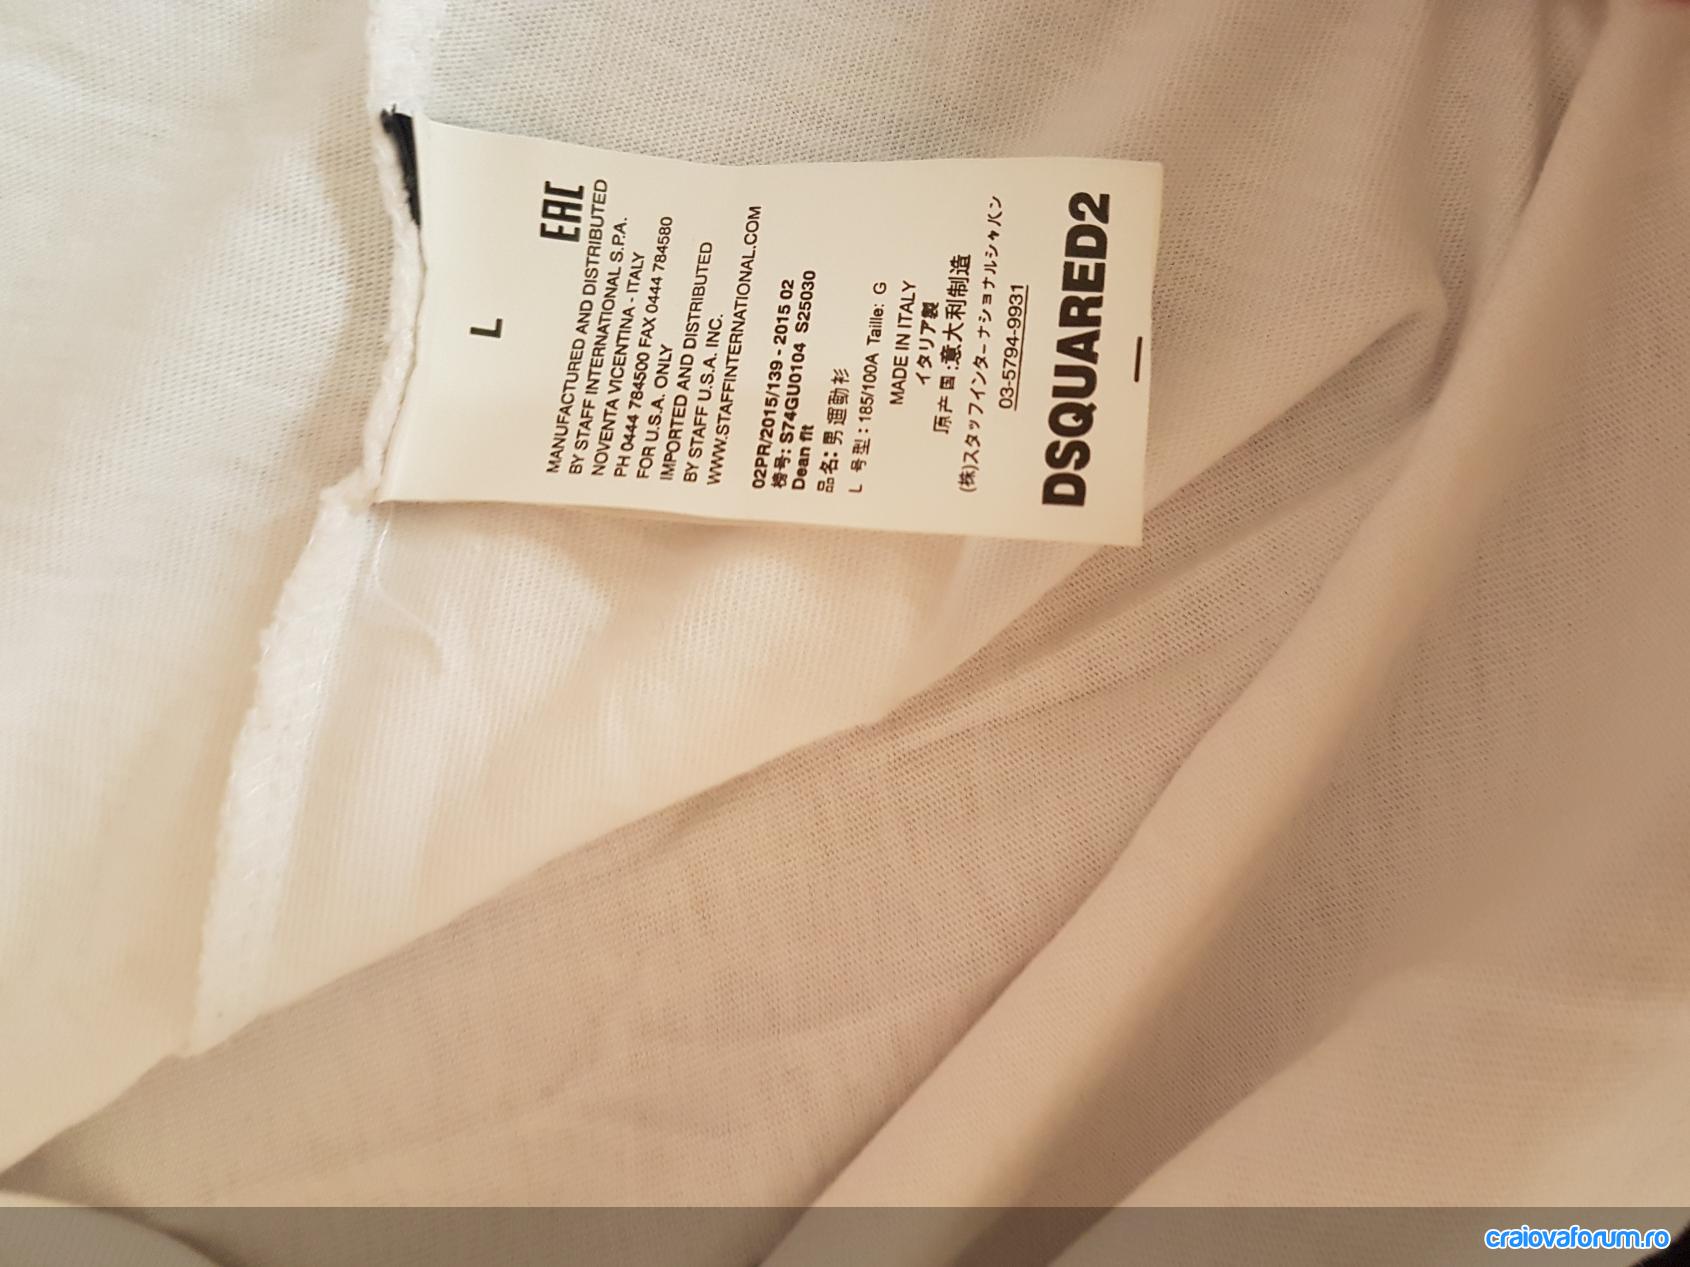 L
EAC
MANUFACTURED AND DISTRIBUTED
BY STAFF INTERNATIONAL S.P.A.
NOVENTA VICENTINA - ITALY
PH 0444 784500 FAX 0444 784580
FOR U.S.A. ONLY
IMPORTED AND DISTRIBUTED
BY STAFF U.S.A. INC.
WWW.STAFFINTERNATIONAL.COM
02PR/2015/139 - 2015 02
榜号: S74GU0104 S25030
Dean fit
品名: 男運動衫
L 号型: 185/100A Taille: G
MADE IN ITALY
イタリア製
原产国:意大利制造
(株)スタッフインターナショナルジャパン
03-5794-9931
DSQUARED2
craiovaforum.ro